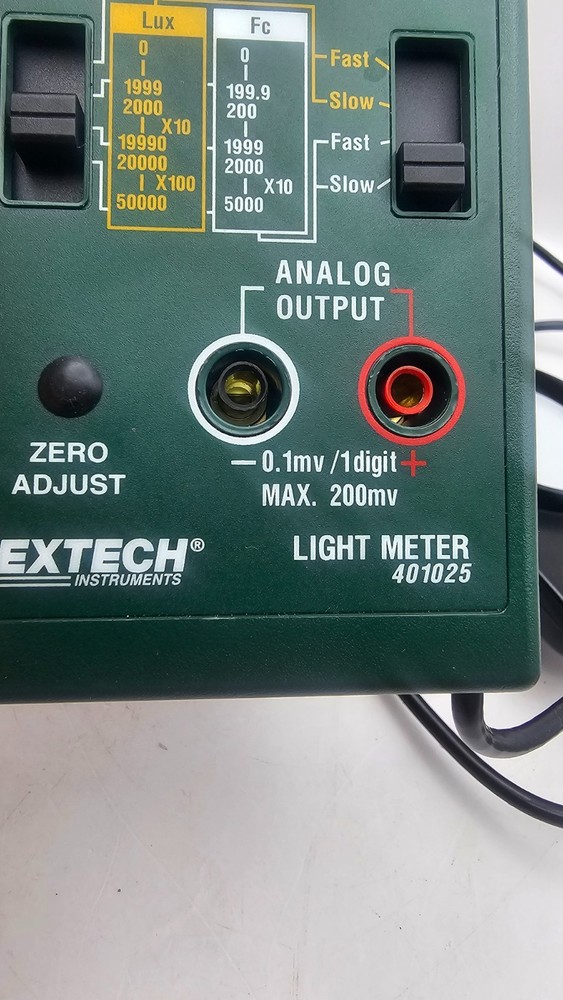 Lux
0
1999
2000
X10
19990
20000
X100
50000
Fc
0
199.9
200
1999
2000
X10
5000
Fast
Slow
Fast
Slow
ANALOG
OUTPUT
ZERO
ADJUST
— 0.1mv /1digit +
MAX. 200mv
EXTECH®
INSTRUMENTS
LIGHT METER
401025